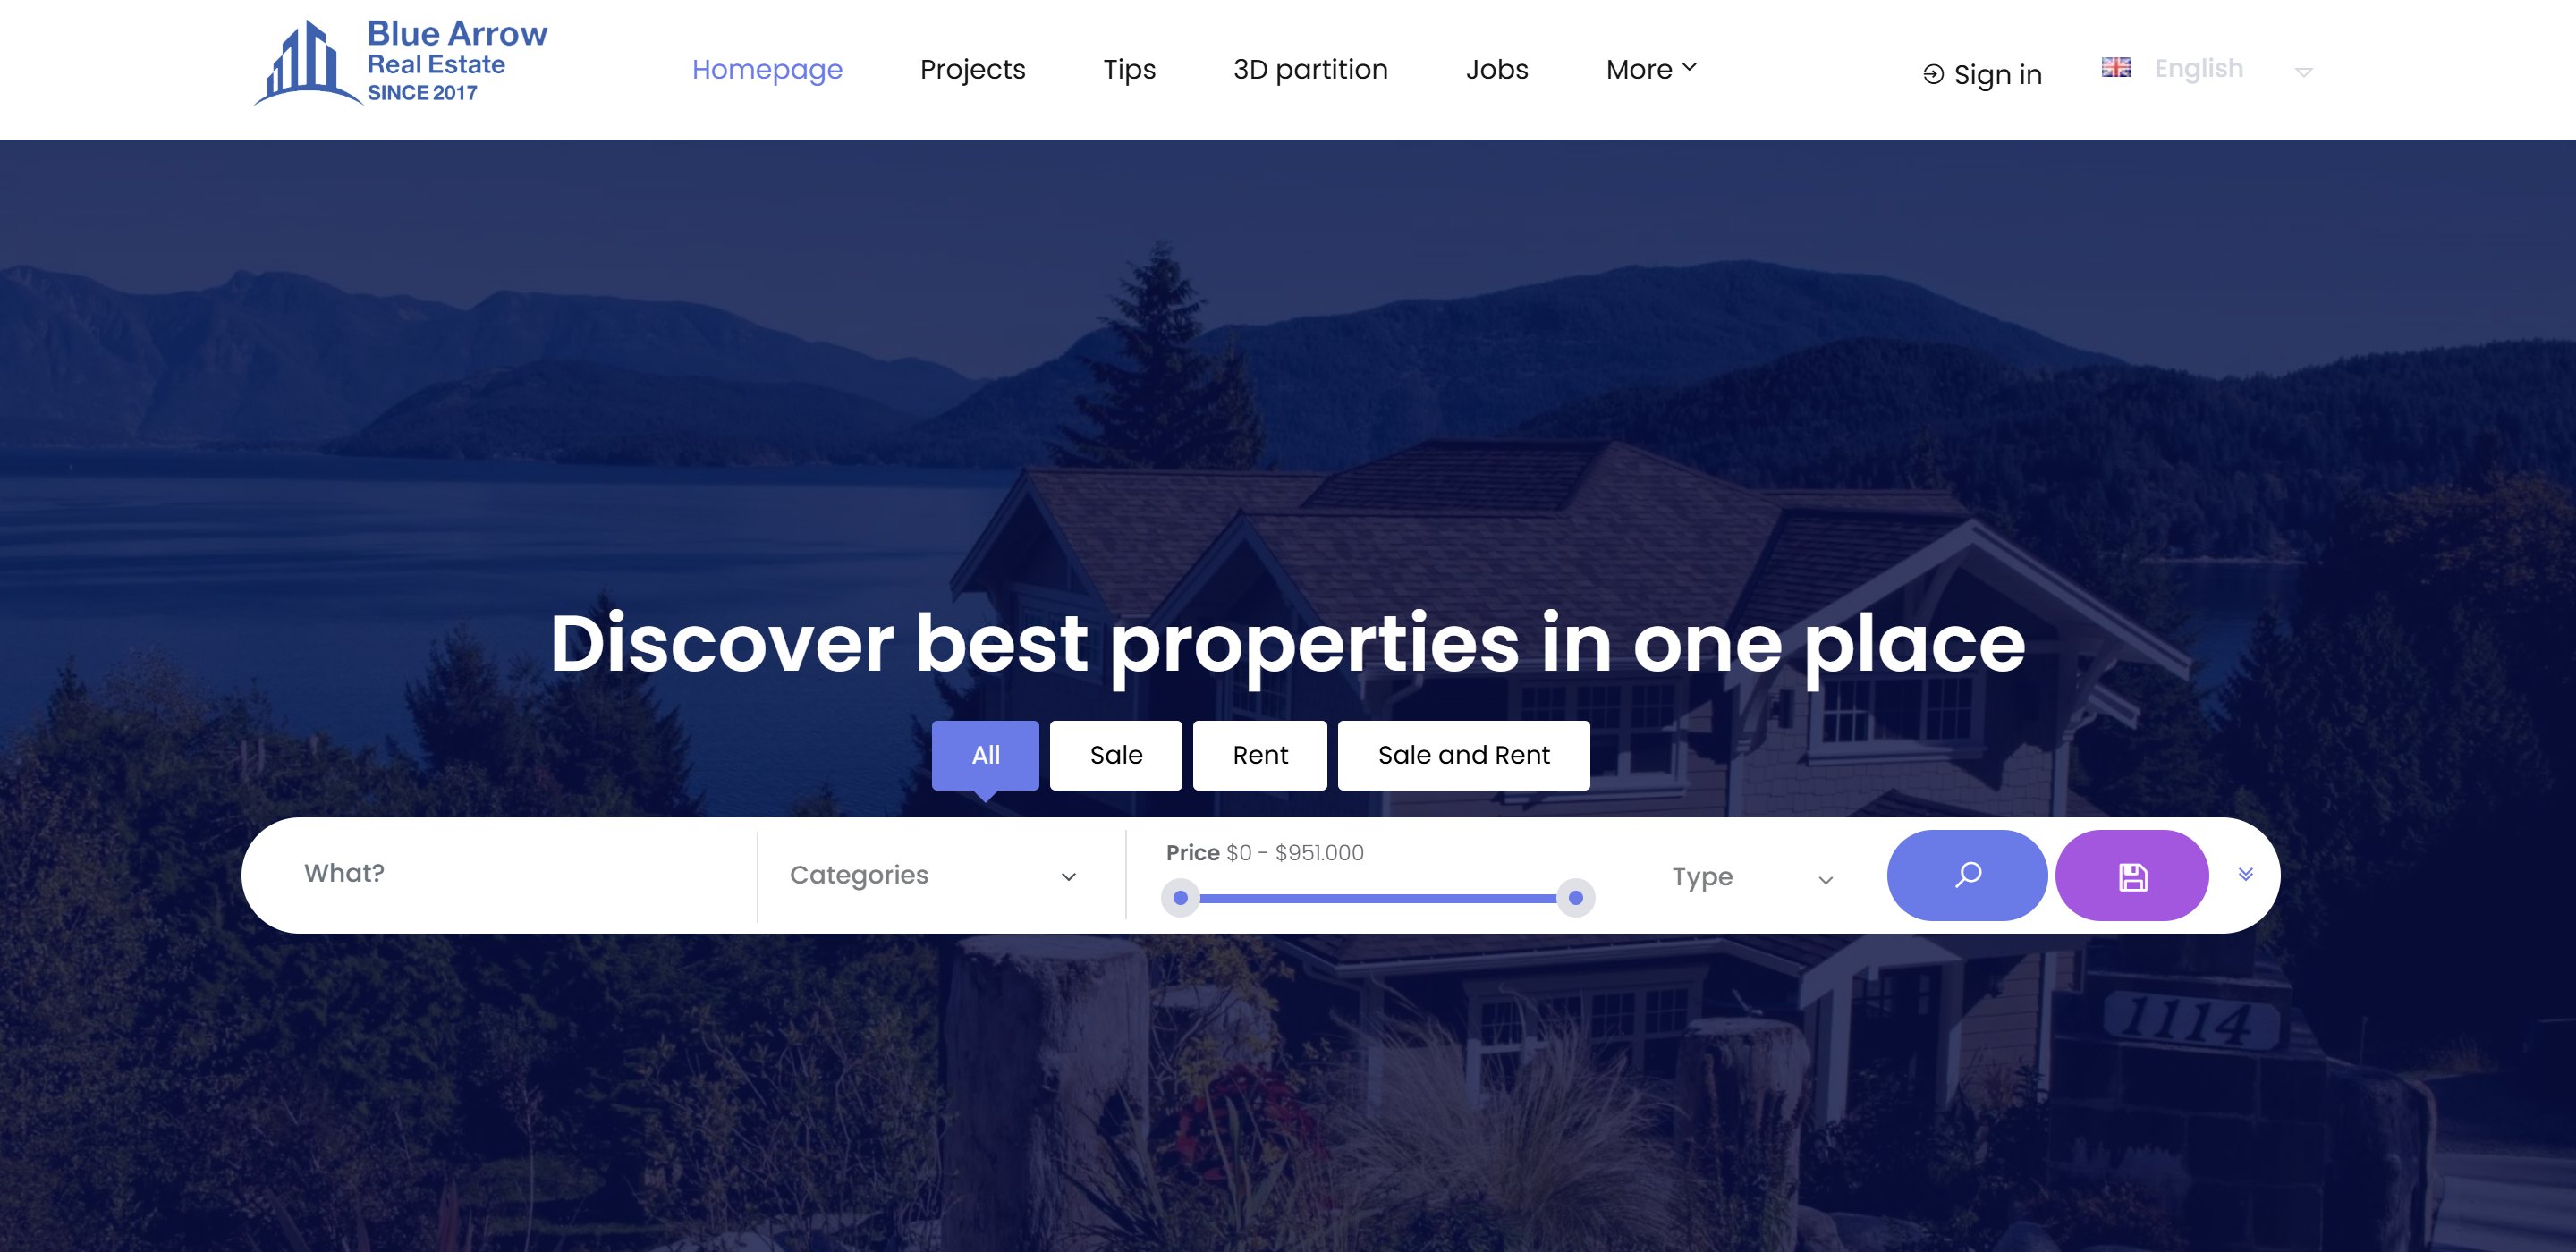 Blue Arrow
Real Estate
SINCE 2017
Homepage
Projects
Tips
3D partition
Jobs
More
Sign in
English
Discover best properties in one place
All
Sale
Rent
Sale and Rent
What?
Categories
Price $0 - $951.000
Type
1114